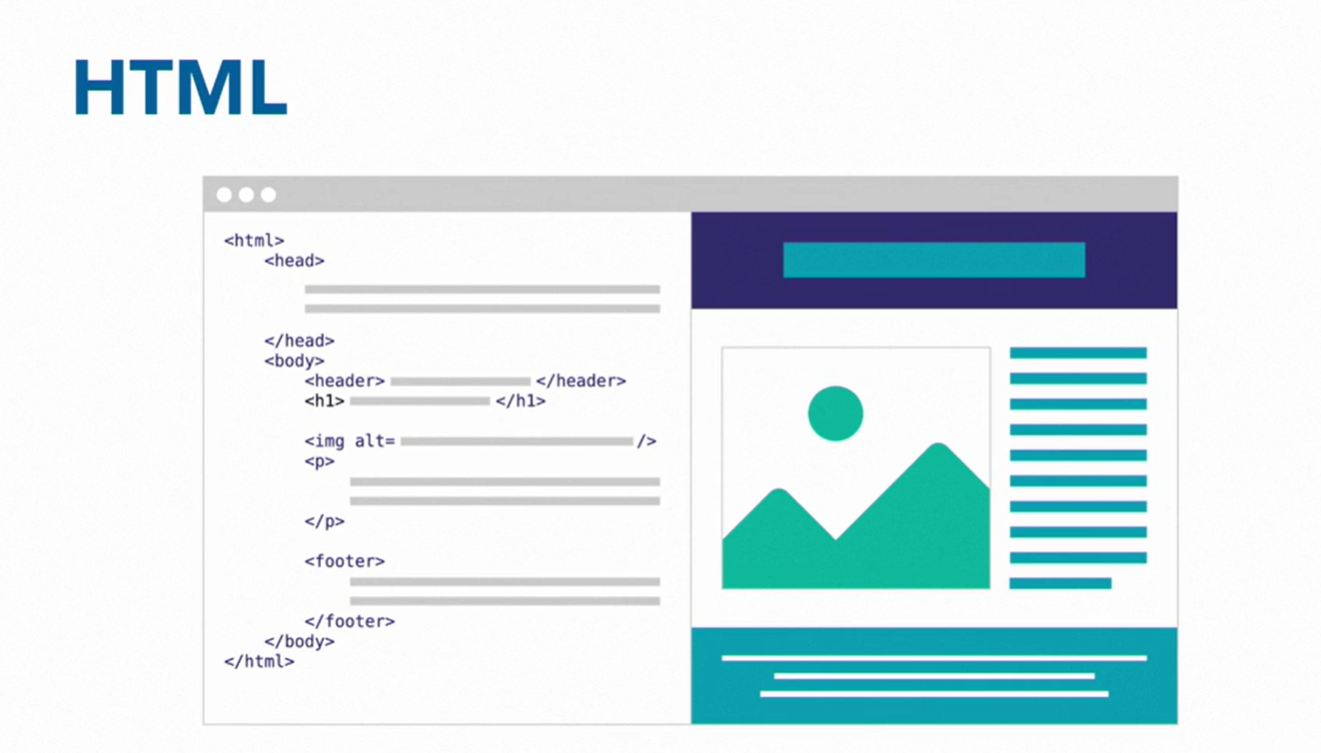 HTML
<html>
<head>
</head>
<body>
<header> </header>
<h1> </h1>
<img alt= />
<p>
</p>
<footer>
</footer>
</body>
</html>